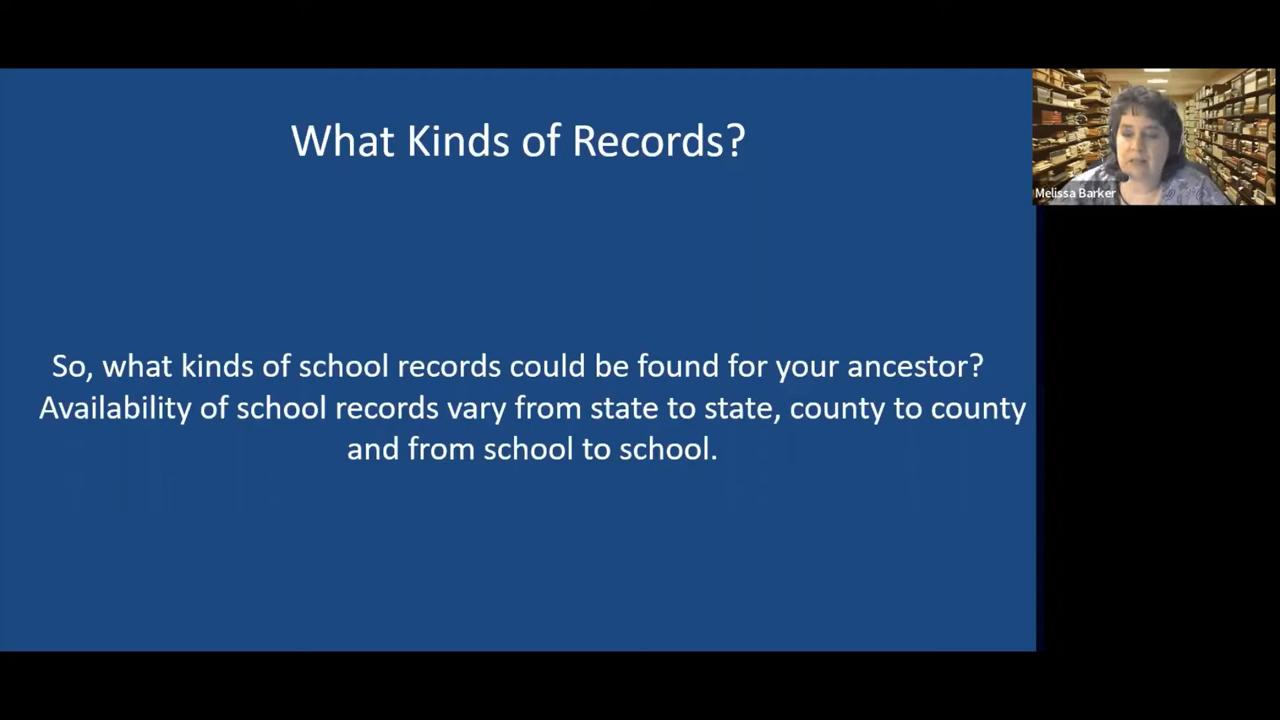 What Kinds of Records?
Melissa Barker
So, what kinds of school records could be found for your ancestor?
Availability of school records vary from state to state, county to county
and from school to school.